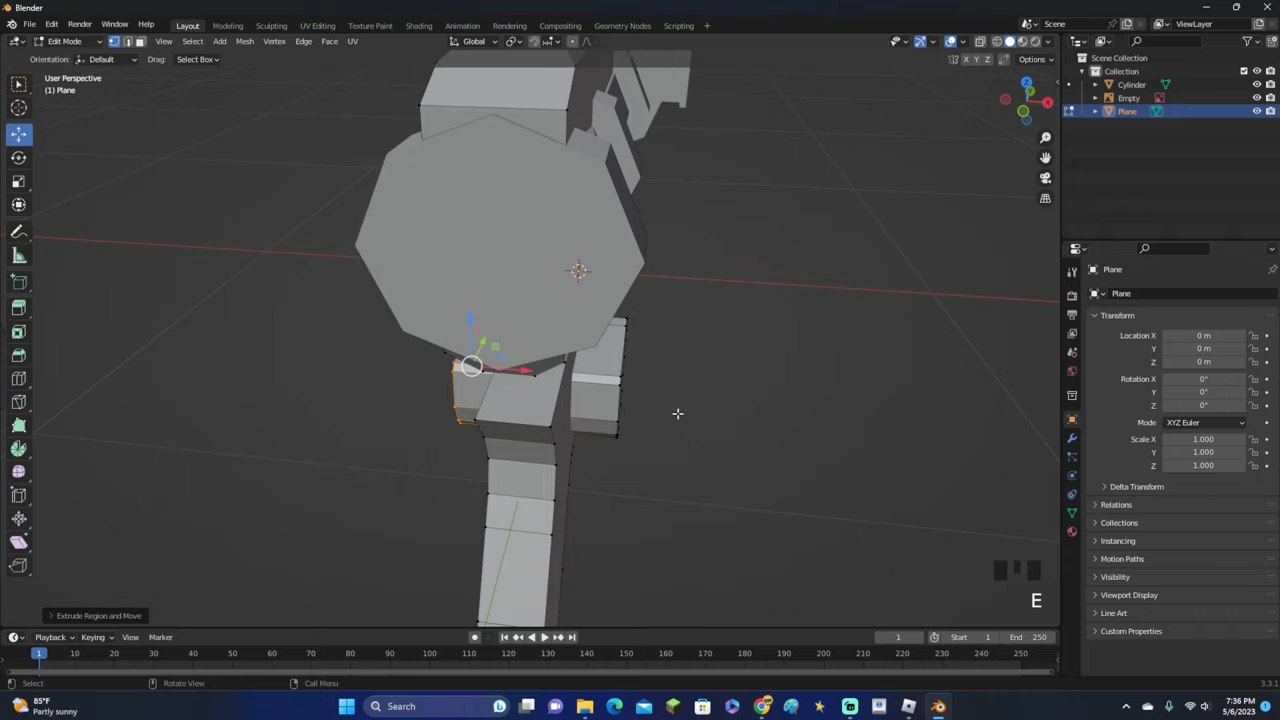 Blender
File Edit Render Window Help Layout Modeling Sculpting UV Editing Texture Paint Shading Animation Rendering Compositing Geometry Nodes Scripting + Scene ViewLayer
Edit Mode View Select Add Mesh Vertex Edge Face UV Global
Orientation: Default Drag: Select Box X Y Z Options
User Perspective
(1) Plane
Z
X
Scene Collection
Collection
Cylinder
Empty
Plane
Plane
Plane
Transform
Location X 0 m
Y 0 m
Z 0 m
Rotation X 0°
Y 0°
Z 0°
Mode XYZ Euler
Scale X 1.000
Y 1.000
Z 1.000
Delta Transform
Relations
Collections
Instancing
Motion Paths
Visibility
Viewport Display
Line Art
Custom Properties
E
Extrude Region and Move
Playback Keying View Marker 1 Start 1 End 250
1 10 20 30 40 50 60 70 80 90 100 110 120 130 140 150 160 170 180 190 200 210 220 230 240 250
Select Rotate View Call Menu 3.3.1
85°F
Partly sunny
Search
7:36 PM
5/6/2023